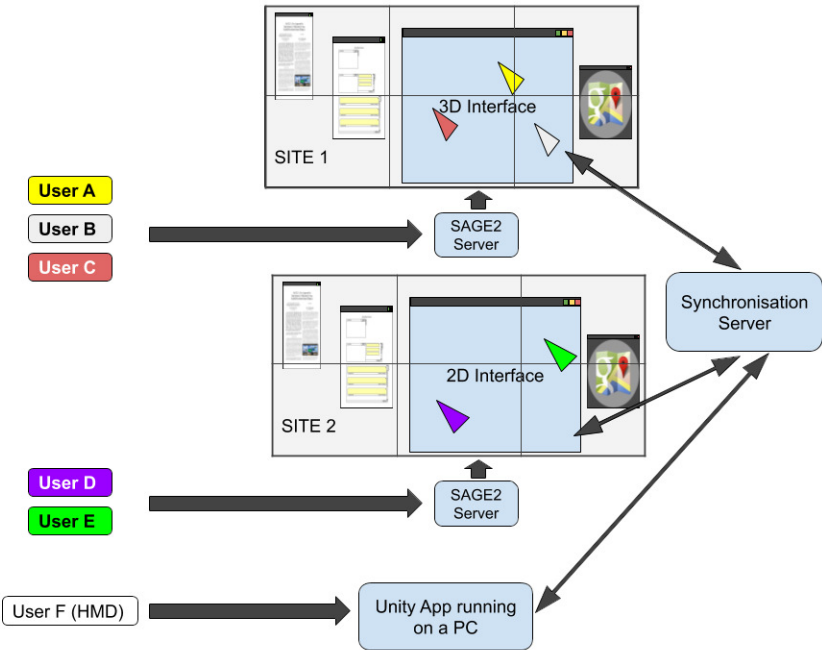 3D Interface
SITE 1
User A
User B
User C
SAGE2
Server
Synchronisation
Server
2D Interface
SITE 2
User D
User E
SAGE2
Server
User F (HMD)
Unity App running
on a PC